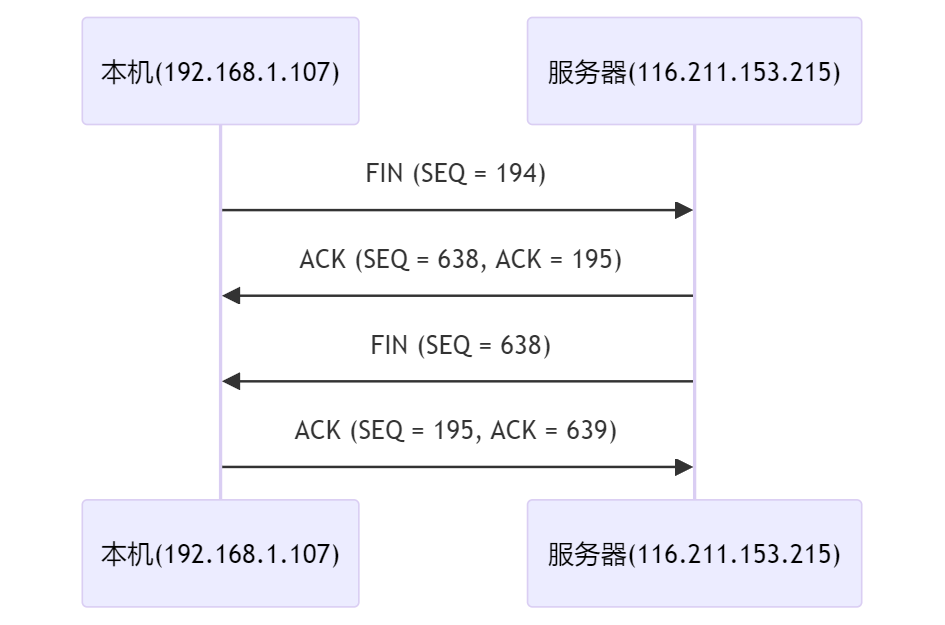 本机(192.168.1.107)
服务器(116.211.153.215)
FIN (SEQ = 194)
ACK (SEQ = 638, ACK = 195)
FIN (SEQ = 638)
ACK (SEQ = 195, ACK = 639)
本机(192.168.1.107)
服务器(116.211.153.215)